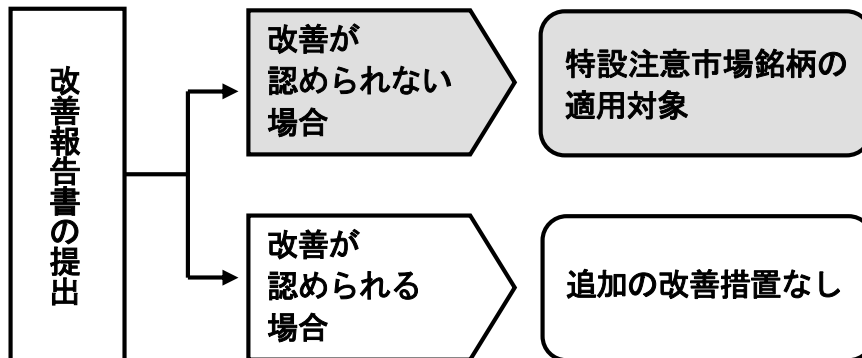 改善報告書の提出
改善が
認められない
場合
特設注意市場銘柄の
適用対象
改善が
認められる
場合
追加の改善措置なし